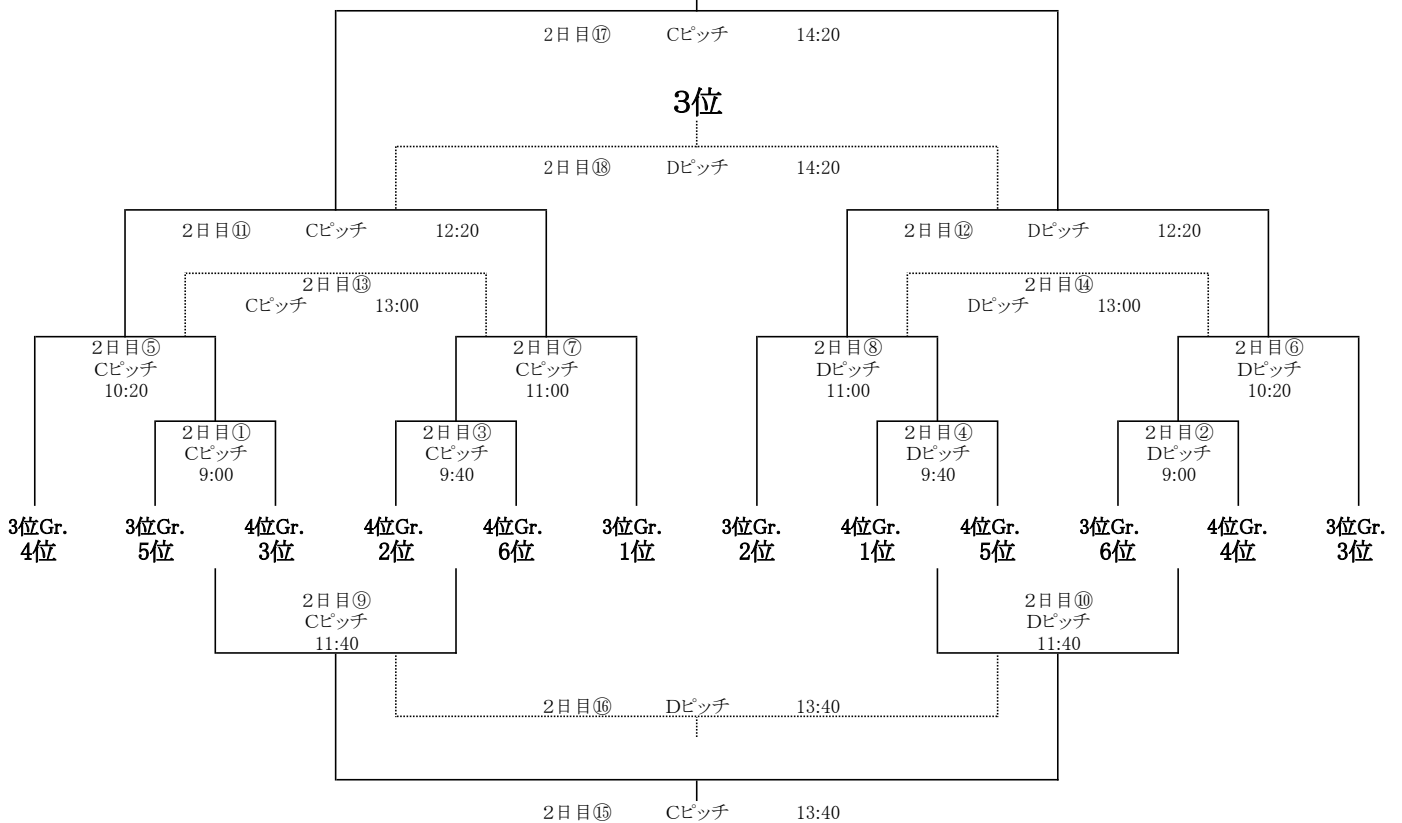 2日目⑰ Cピッチ 14:20
3位
2日目⑱ Dピッチ 14:20
2日目⑪ Cピッチ 12:20
2日目⑫ Dピッチ 12:20
2日目⑬
Cピッチ 13:00
2日目⑭
Dピッチ 13:00
2日目⑤
Cピッチ
10:20
2日目⑦
Cピッチ
11:00
2日目⑧
Dピッチ
11:00
2日目⑥
Dピッチ
10:20
2日目①
Cピッチ
9:00
2日目③
Cピッチ
9:40
2日目④
Dピッチ
9:40
2日目②
Dピッチ
9:00
3位Gr.
4位
3位Gr.
5位
4位Gr.
3位
4位Gr.
2位
4位Gr.
6位
3位Gr.
1位
3位Gr.
2位
4位Gr.
1位
4位Gr.
5位
3位Gr.
6位
4位Gr.
4位
3位Gr.
3位
2日目⑨
Cピッチ
11:40
2日目⑩
Dピッチ
11:40
2日目⑯ Dピッチ 13:40
2日目⑮ Cピッチ 13:40